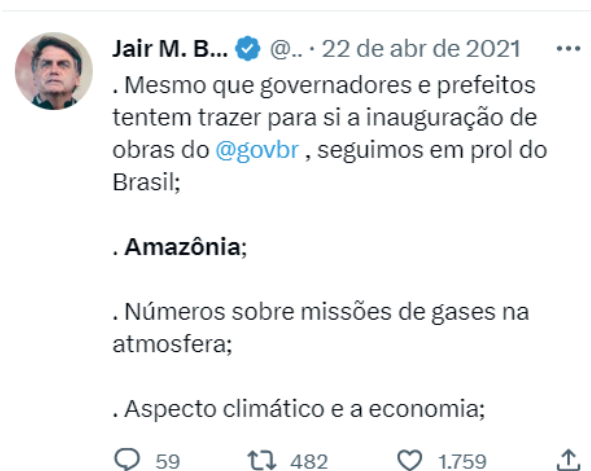 Jair M. B... @.. · 22 de abr de 2021 ...
. Mesmo que governadores e prefeitos
tentem trazer para si a inauguração de
obras do @govbr , seguimos em prol do
Brasil;
. Amazônia;
. Números sobre missões de gases na
atmosfera;
. Aspecto climático e a economia;
59 482 1.759